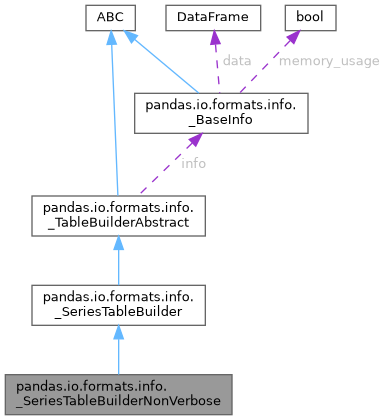 ABC
DataFrame
bool
data
memory_usage
pandas.io.formats.info.
_BaseInfo
info
pandas.io.formats.info.
_TableBuilderAbstract
pandas.io.formats.info.
_SeriesTableBuilder
pandas.io.formats.info.
_SeriesTableBuilderNonVerbose